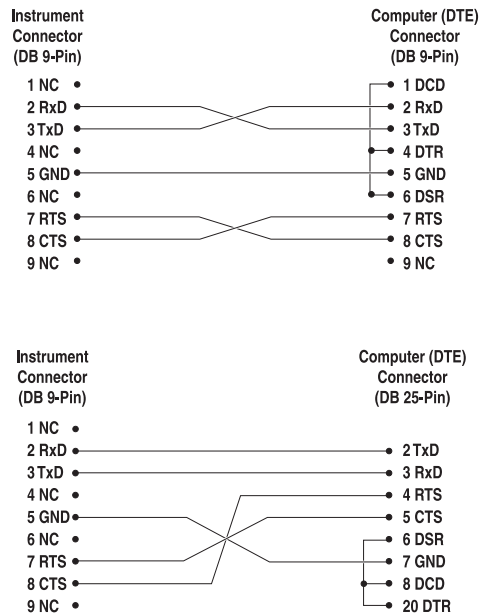 Instrument
Connector
(DB 9-Pin)
Computer (DTE)
Connector
(DB 9-Pin)
1 NC
1 DCD
2 RxD
2 RxD
3 TxD
3 TxD
4 NC
4 DTR
5 GND
5 GND
6 NC
6 DSR
7 RTS
7 RTS
8 CTS
8 CTS
9 NC
9 NC
Instrument
Connector
(DB 9-Pin)
Computer (DTE)
Connector
(DB 25-Pin)
1 NC
2 RxD
2 TxD
3 TxD
3 RxD
4 NC
4 RTS
5 GND
5 CTS
6 NC
6 DSR
7 RTS
7 GND
8 CTS
8 DCD
9 NC
20 DTR